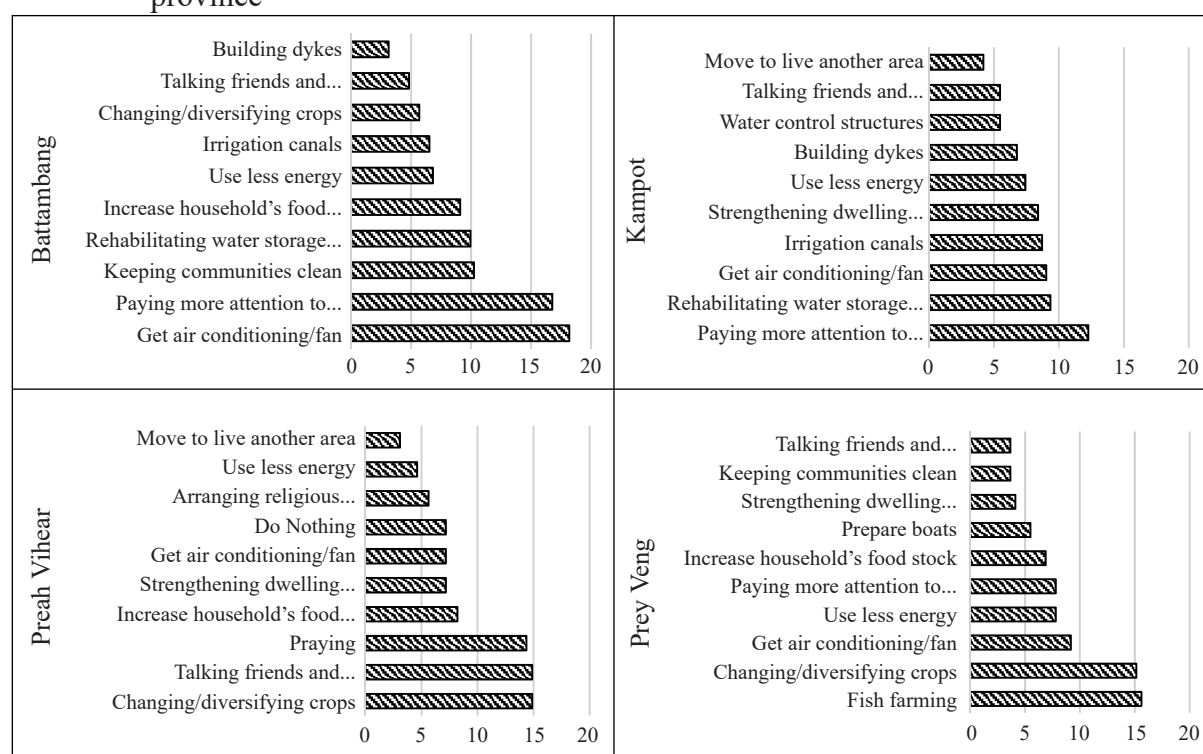 province
Battambang
Building dykes
Talking friends and...
Changing/diversifying crops
Irrigation canals
Use less energy
Increase household’s food...
Rehabilitating water storage...
Keeping communities clean
Paying more attention to...
Get air conditioning/fan
0 5 10 15 20
Kampot
Move to live another area
Talking friends and...
Water control structures
Building dykes
Use less energy
Strengthening dwelling...
Irrigation canals
Get air conditioning/fan
Rehabilitating water storage...
Paying more attention to...
0 5 10 15 20
Preah Vihear
Move to live another area
Use less energy
Arranging religious...
Do Nothing
Get air conditioning/fan
Strengthening dwelling...
Increase household’s food...
Praying
Talking friends and...
Changing/diversifying crops
0 5 10 15 20
Prey Veng
Talking friends and...
Keeping communities clean
Strengthening dwelling...
Prepare boats
Increase household’s food stock
Paying more attention to...
Use less energy
Get air conditioning/fan
Changing/diversifying crops
Fish farming
0 5 10 15 20